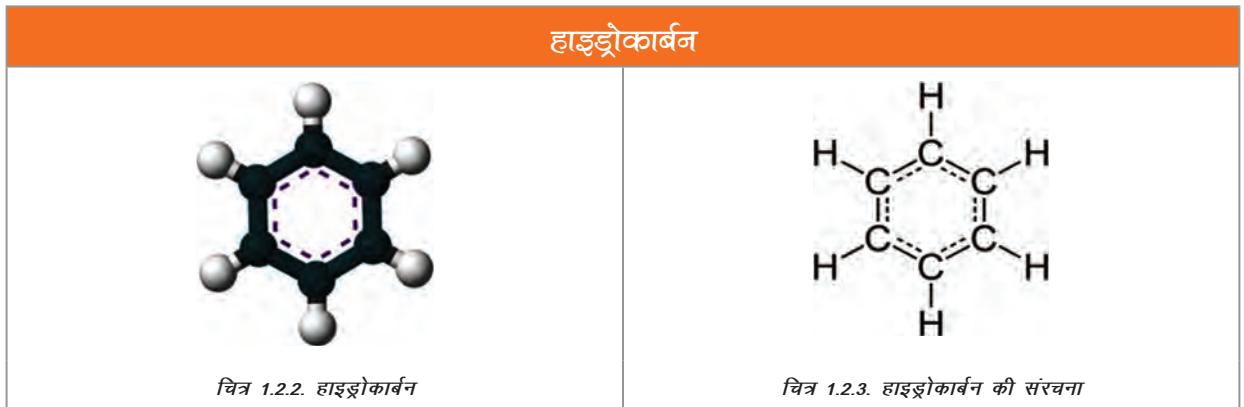 हाइड्रोकार्बन
H
H H
C
C C
C C
C
H H
H
चित्र 1.2.2. हाइड्रोकार्बन
चित्र 1.2.3. हाइड्रोकार्बन की संरचना